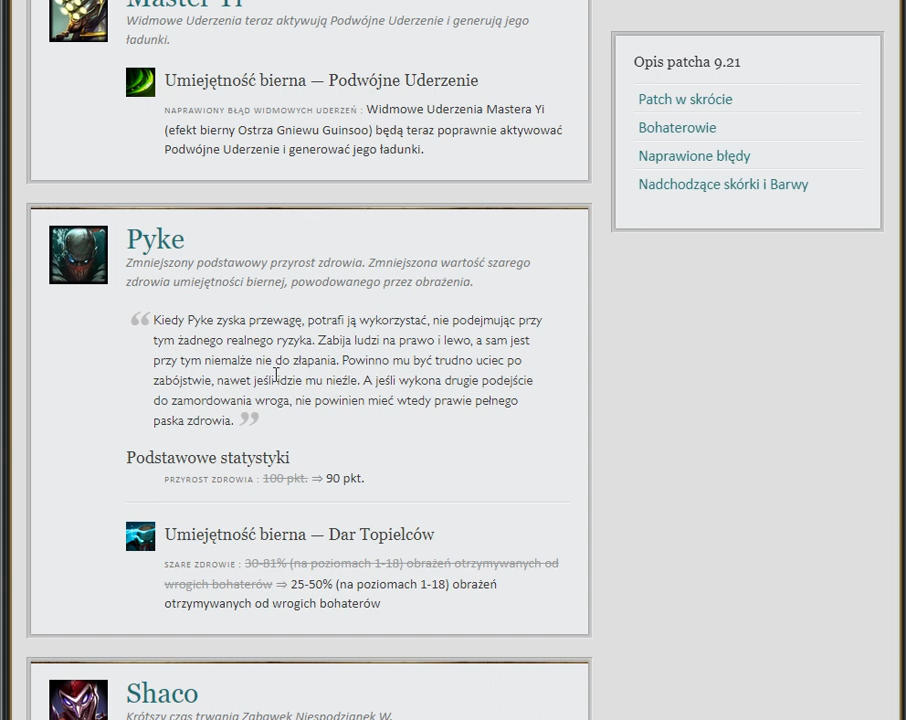 Master Yi
Widmowe Uderzenia teraz aktywują Podwójne Uderzenie i generują jego
ładunki.
Umiejętność bierna — Podwójne Uderzenie
NAPRAWIONY BŁĄD WIDMOWYCH UDERZEŃ : Widmowe Uderzenia Mastera Yi
(efekt bierny Ostrza Gniewu Guinsoo) będą teraz poprawnie aktywować
Podwójne Uderzenie i generować jego ładunki.
Pyke
Zmniejszony podstawowy przyrost zdrowia. Zmniejszona wartość szarego
zdrowia umiejętności biernej, powodowanego przez obrażenia.
“ Kiedy Pyke zyska przewagę, potrafi ją wykorzystać, nie podejmując przy
tym żadnego realnego ryzyka. Zabija ludzi na prawo i lewo, a sam jest
przy tym niemalże nie do złapania. Powinno mu być trudno uciec po
zabójstwie, nawet jeśli idzie mu nieźle. A jeśli wykona drugie podejście
do zamordowania wroga, nie powinien mieć wtedy prawie pełnego
paska zdrowia. ”
Podstawowe statystyki
PRZYROST ZDROWIA : 100 pkt. ⇒ 90 pkt.
Umiejętność bierna — Dar Topielców
SZARE ZDROWIE : 30-81% (na poziomach 1-18) obrażeń otrzymywanych od
wrogich bohaterów ⇒ 25-50% (na poziomach 1-18) obrażeń
otrzymywanych od wrogich bohaterów
Shaco
Krótszy czas trwania Zabawek Niespodzianek W.
Opis patcha 9.21
Patch w skrócie
Bohaterowie
Naprawione błędy
Nadchodzące skórki i Barwy